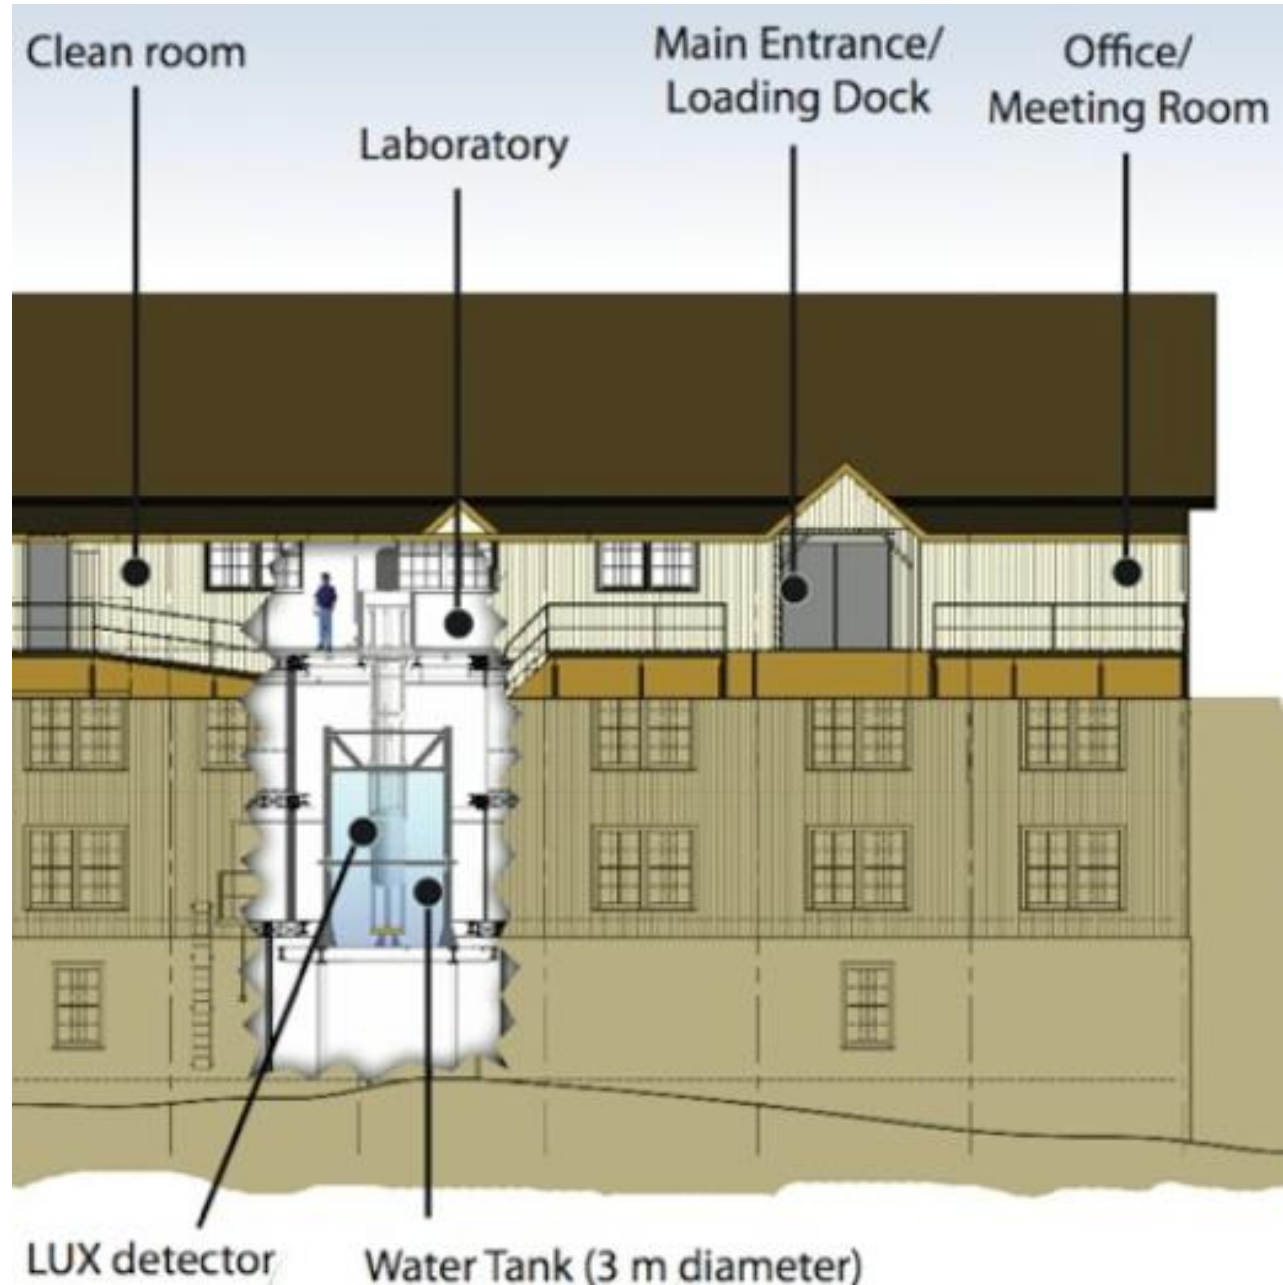 Clean room
Laboratory
Main Entrance/
Loading Dock
Office/
Meeting Room
LUX detector
Water Tank (3 m diameter)